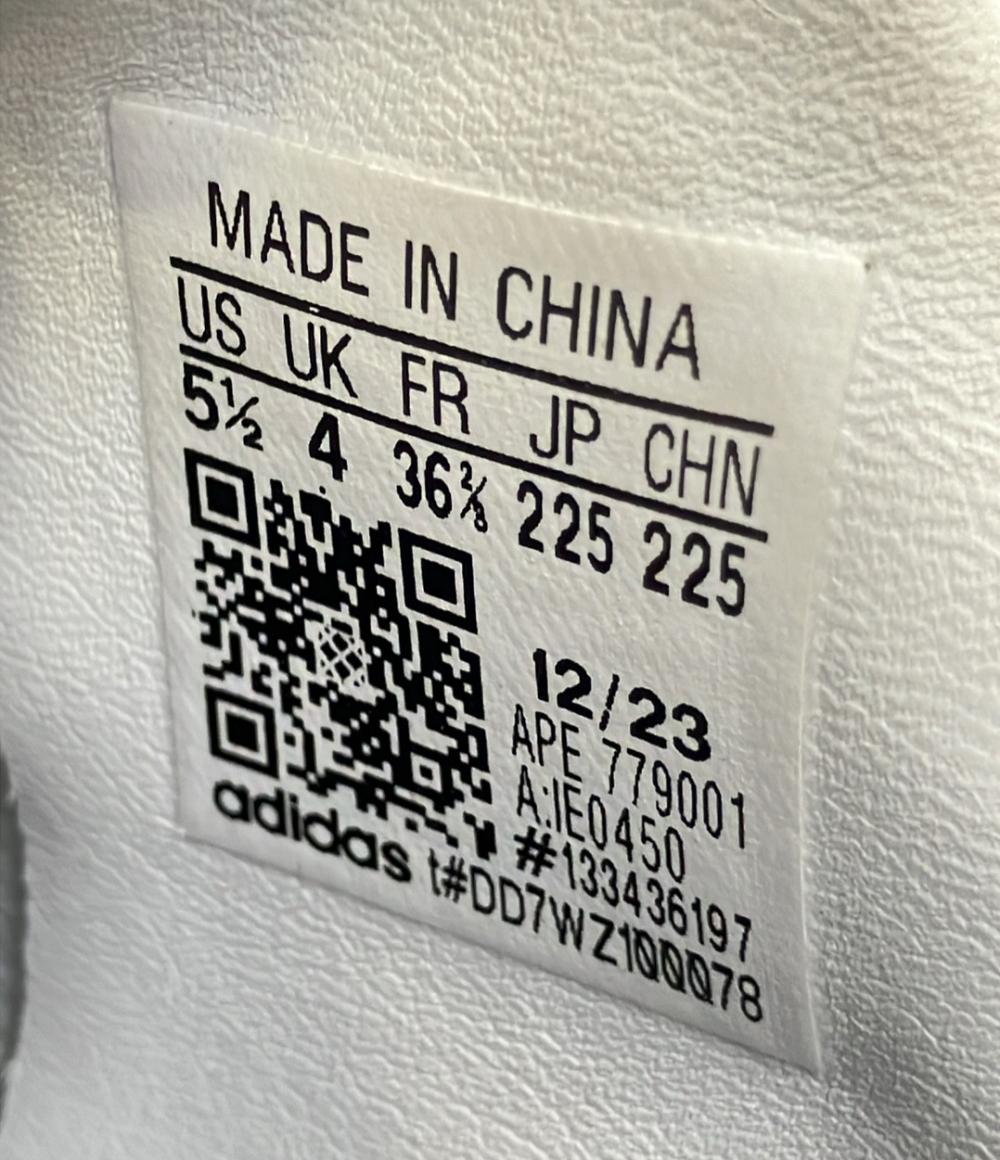 MADE IN CHINA
US UK FR JP CHN
5½ 4 36⅔ 225 225
12/23
APE 779001
A:IE0450
#133436197
adidas t#DD7WZ100078